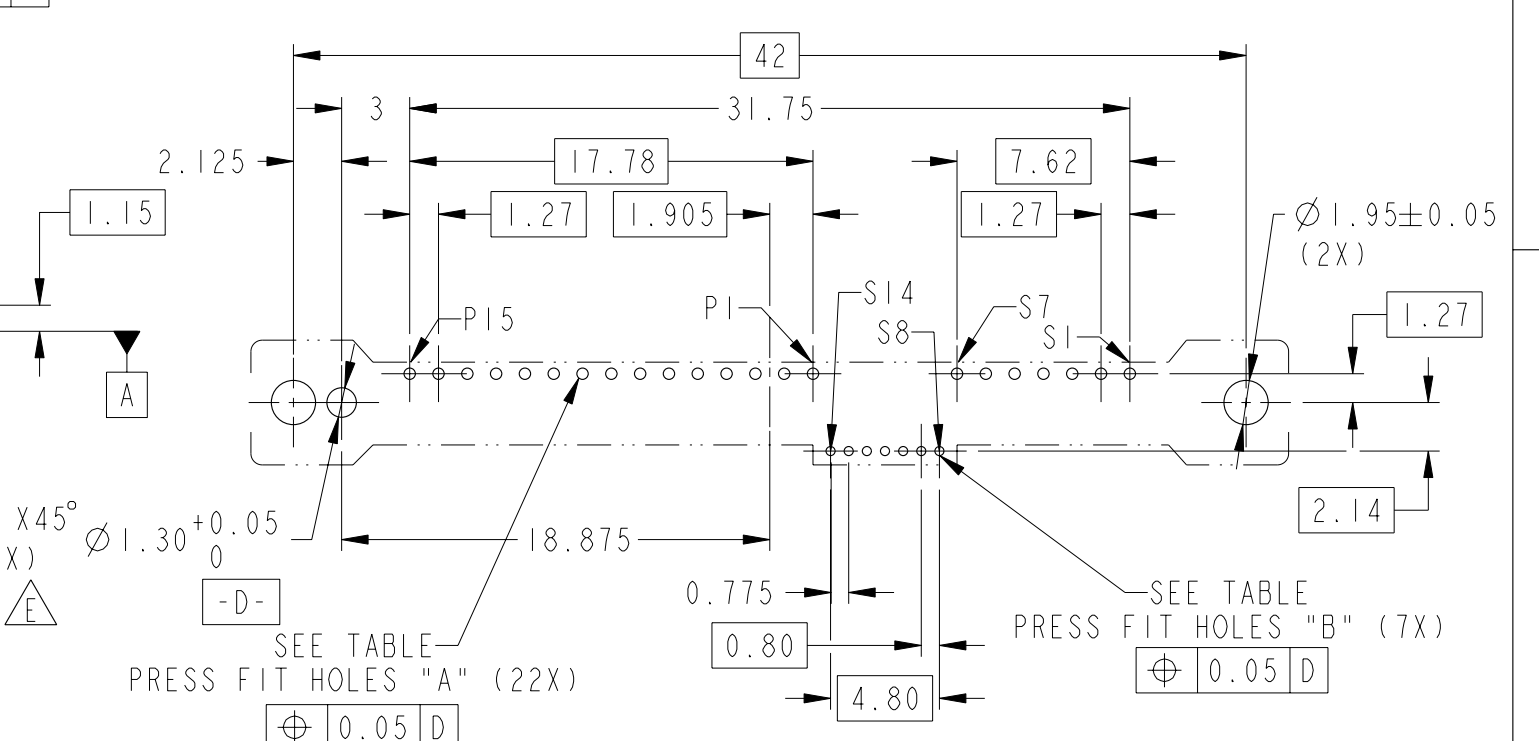 42
3
31.75
2.125
17.78
7.62
1.15
1.27
1.905
1.27
Ø1.95±0.05
(2X)
S14
P15
P1
S8
S7
S1
1.27
A
2.14
X45°
X)
Ø1.30 +0.05
0
18.875
E
-D-
0.775
SEE TABLE
PRESS FIT HOLES "B" (7X)
SEE TABLE
PRESS FIT HOLES "A" (22X)
0.80
⌖ 0.05 D
4.80
⌖ 0.05 D